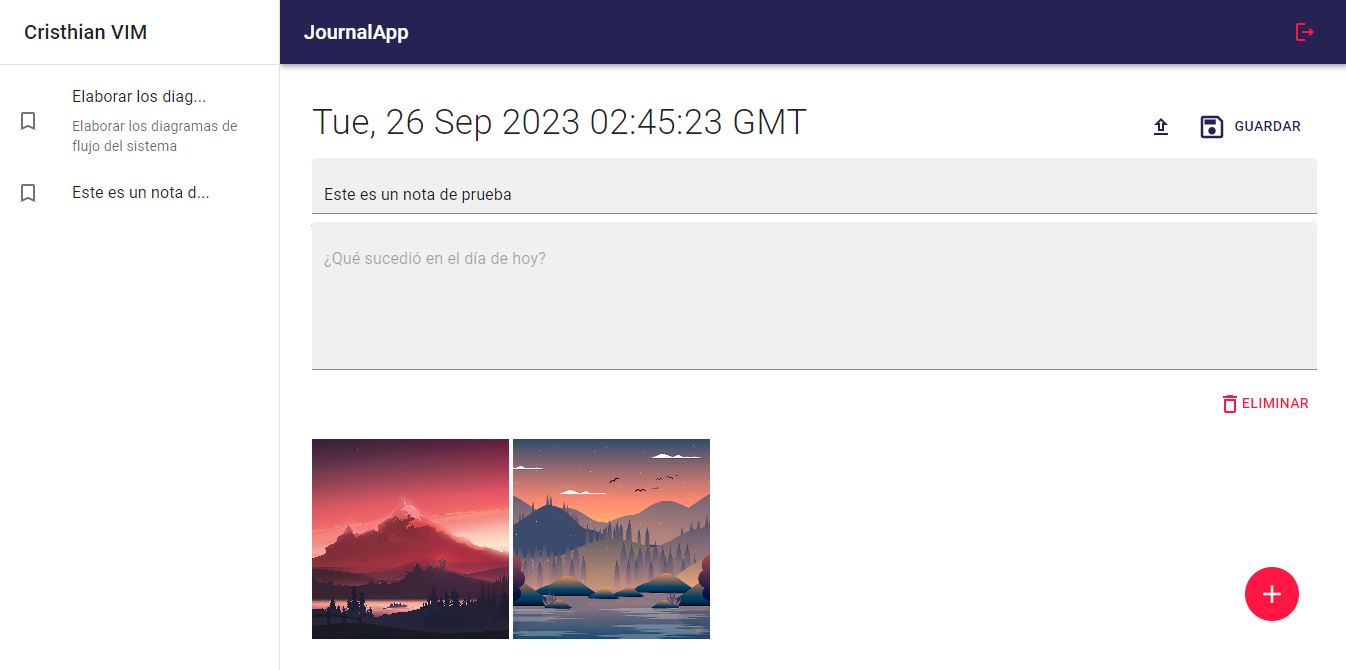 Cristhian VIM
JournalApp
Elaborar los diag...
Elaborar los diagramas de
flujo del sistema
Este es un nota d...
Tue, 26 Sep 2023 02:45:23 GMT
GUARDAR
Este es un nota de prueba
¿Qué sucedió en el día de hoy?
ELIMINAR